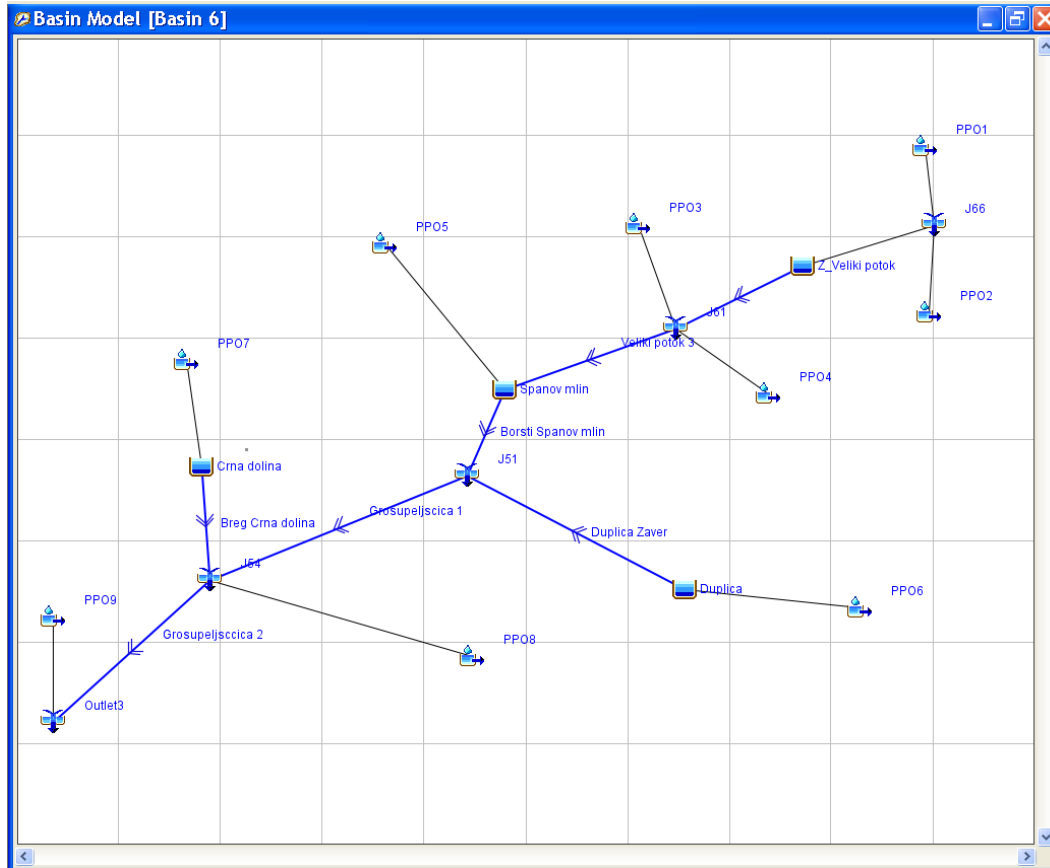 Basin Model [Basin 6]
PPO1
PPO3
J66
PPO5
Z_Veliki potok
PPO2
J61
Veliki potok 3
PPO7
PPO4
Spanov mlin
Borsti Spanov mlin
J51
Crna dolina
Grosupeljscica 1
Breg Crna dolina
Duplica Zaver
J54
Duplica
PPO6
PPO9
Grosupeljsccica 2
PPO8
Outlet3